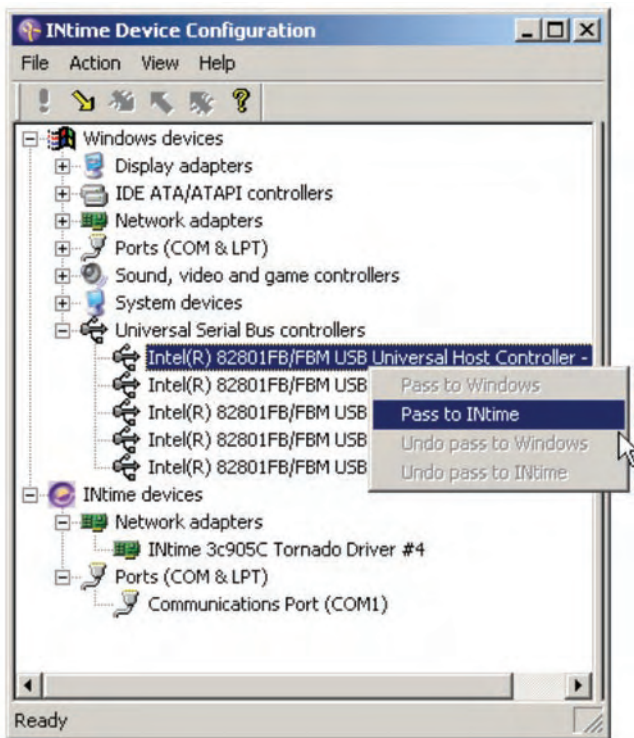 INtime Device Configuration
File Action View Help
Windows devices
Display adapters
IDE ATA/ATAPI controllers
Network adapters
Ports (COM & LPT)
Sound, video and game controllers
System devices
Universal Serial Bus controllers
Intel(R) 82801FB/FBM USB Universal Host Controller -
Intel(R) 82801FB/FBM USB
Pass to Windows
Intel(R) 82801FB/FBM USB
Pass to INtime
Intel(R) 82801FB/FBM USB
Undo pass to Windows
Intel(R) 82801FB/FBM USB
Undo pass to INtime
INtime devices
Network adapters
INtime 3c905C Tornado Driver #4
Ports (COM & LPT)
Communications Port (COM1)
Ready